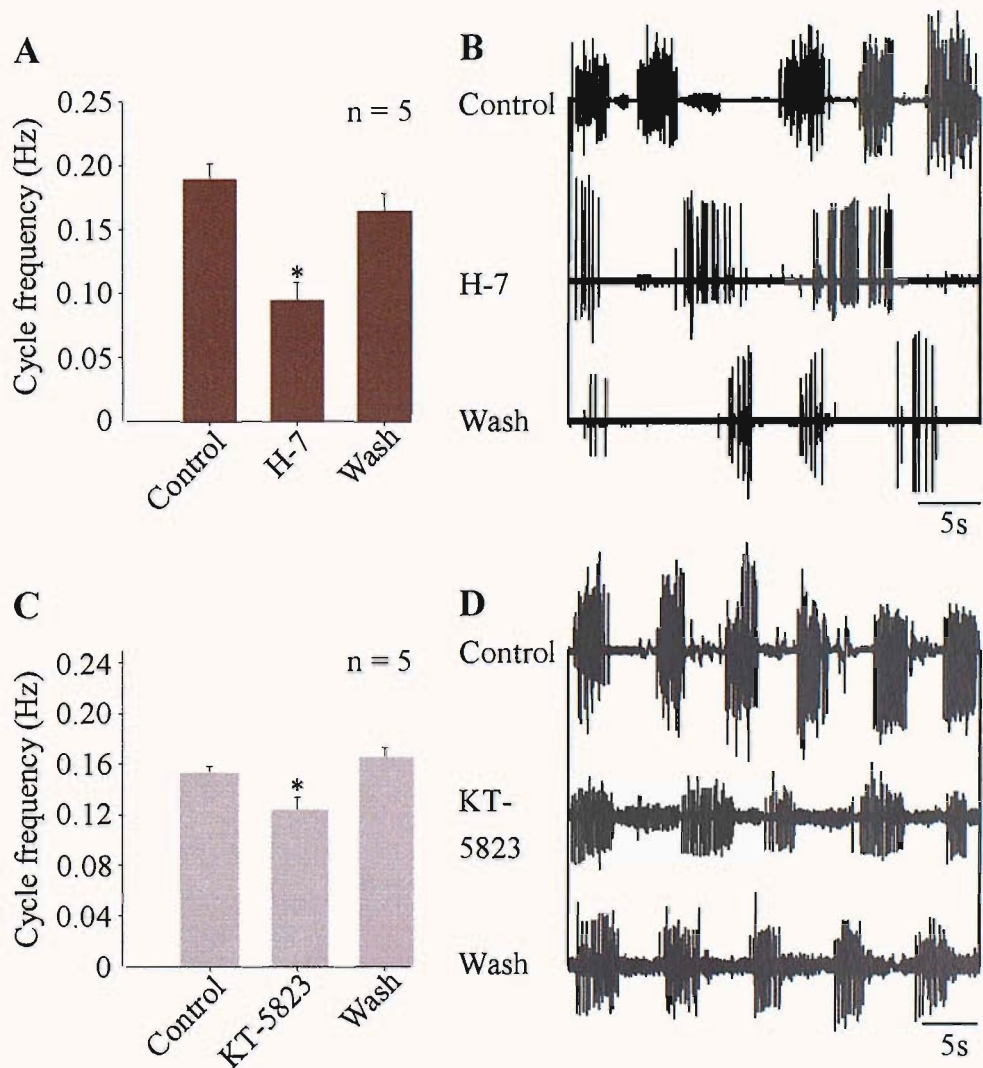 A
Cycle frequency (Hz)
0.25
0.20
0.15
0.10
0.05
0
n = 5
*
Control
H-7
Wash
B
Control
H-7
Wash
5s
C
Cycle frequency (Hz)
0.24
0.20
0.16
0.12
0.08
0.04
0
n = 5
*
Control
KT-5823
Wash
D
Control
KT-
5823
Wash
5s